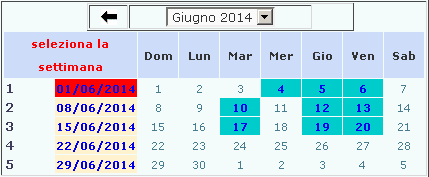 Giugno 2014
seleziona la settimana Dom Lun Mar Mer Gio Ven Sab
1 01/06/2014 1 2 3 4 5 6 7
2 08/06/2014 8 9 10 11 12 13 14
3 15/06/2014 15 16 17 18 19 20 21
4 22/06/2014 22 23 24 25 26 27 28
5 29/06/2014 29 30 1 2 3 4 5